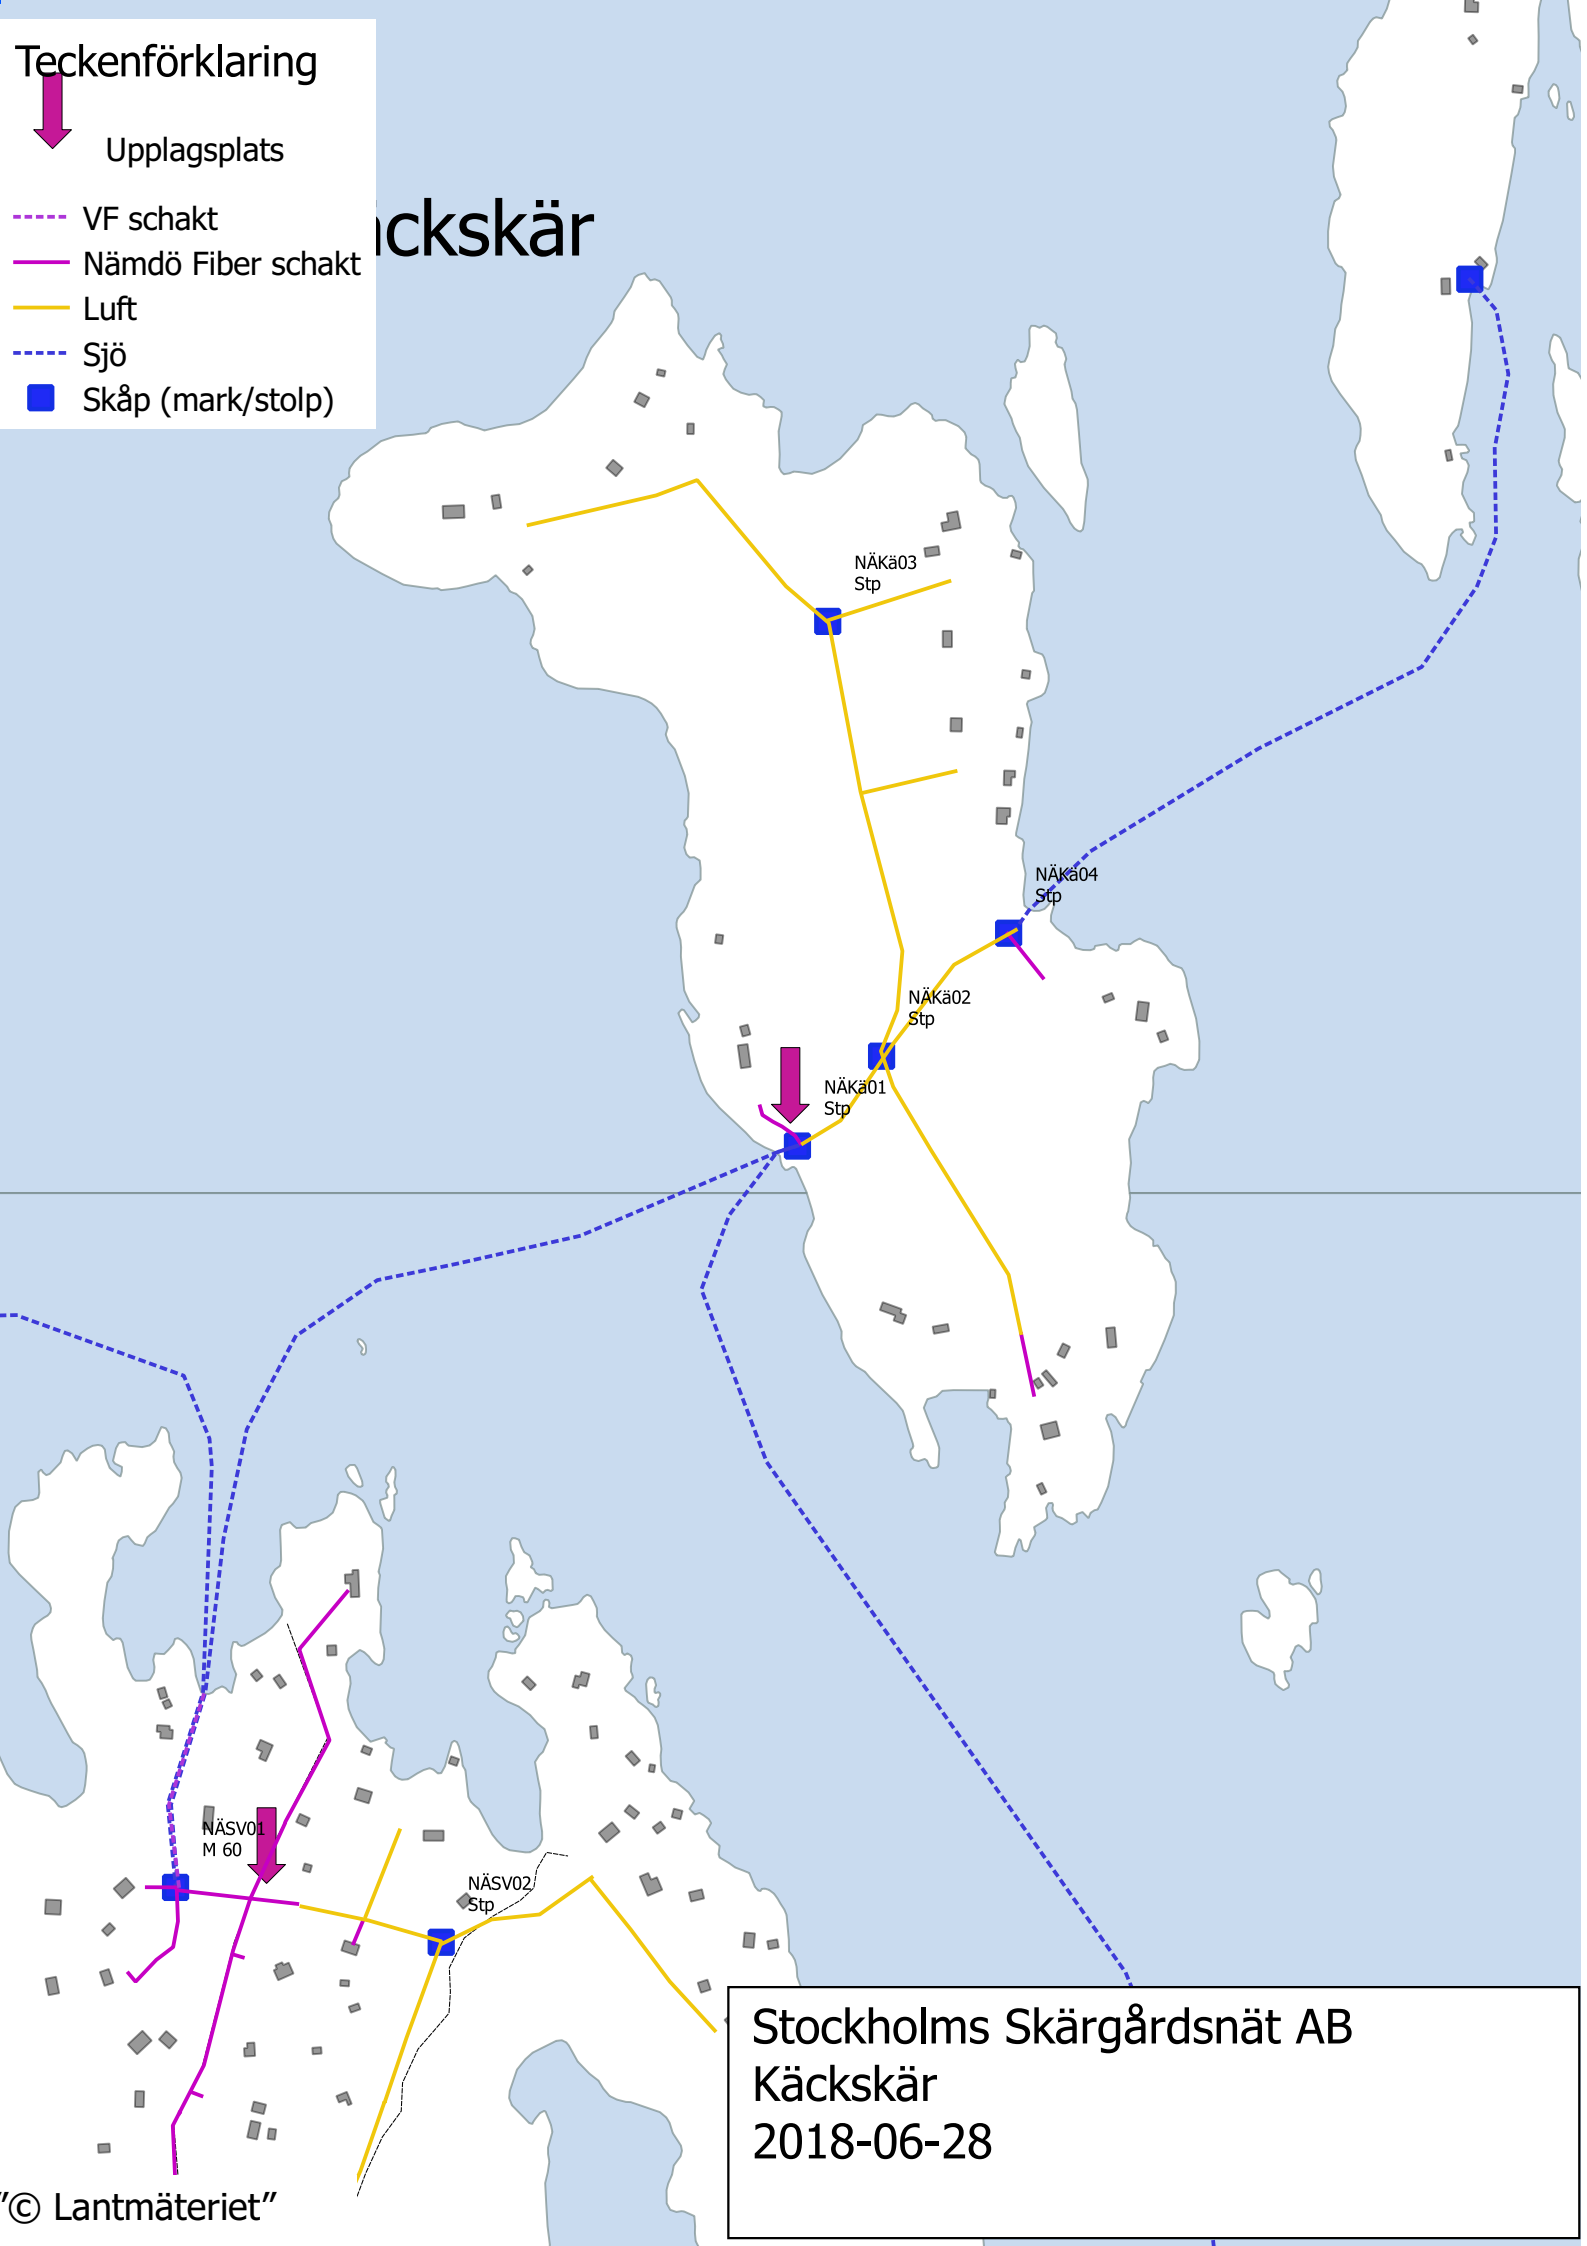 Teckenförklaring
Upplagsplats
VF schakt
Nämdö Fiber schakt
Luft
Sjö
Skåp (mark/stolp)
äckskär
NÄKä03
Stp
NÄKä04
Stp
NÄKä02
Stp
NÄKä01
Stp
NÄSV01
M 60
NÄSV02
Stp
Stockholms Skärgårdsnät AB
Käckskär
2018-06-28
"© Lantmäteriet"